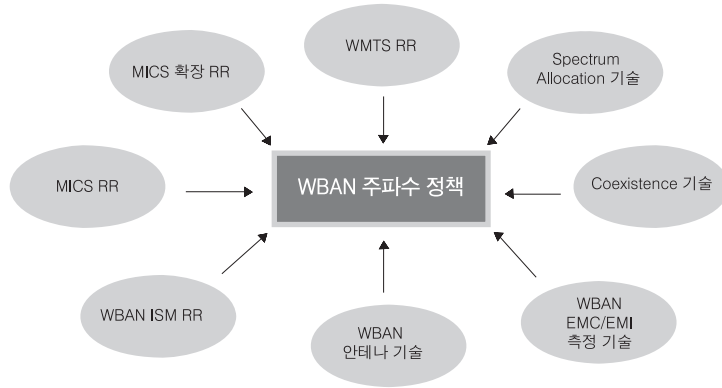 WMTS RR
MICS 확장 RR
Spectrum
Allocation 기술
MICS RR
WBAN 주파수 정책
Coexistence 기술
WBAN ISM RR
WBAN
안테나 기술
WBAN
EMC/EMI
측정 기술